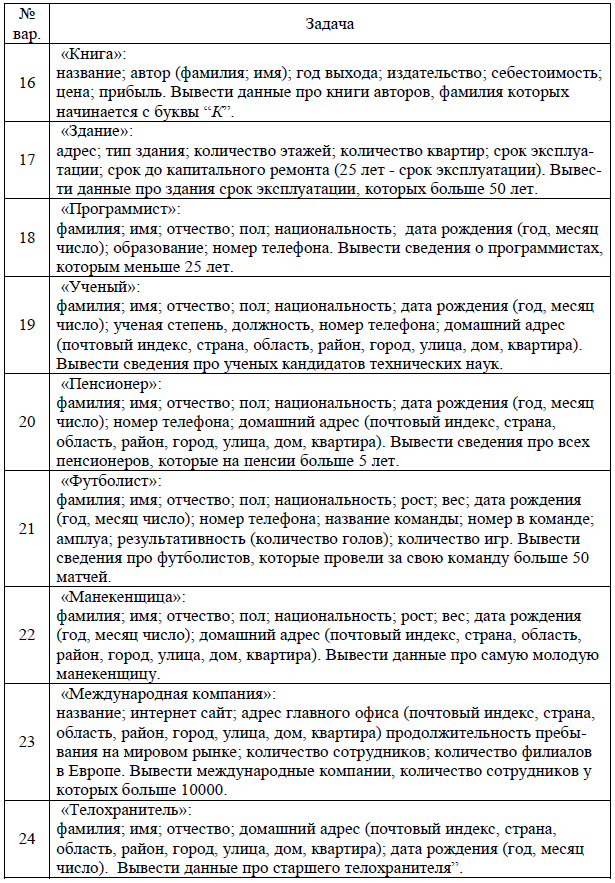 №
вар.
Задача
16
«Книга»:
название; автор (фамилия; имя); год выхода; издательство; себестоимость;
цена; прибыль. Вывести данные про книги авторов, фамилия которых
начинается с буквы “К”.
17
«Здание»:
адрес; тип здания; количество этажей; количество квартир; срок эксплуа-
тации; срок до капитального ремонта (25 лет - срок эксплуатации). Вывес-
ти данные про здания срок эксплуатации, которых больше 50 лет.
18
«Программист»:
фамилия; имя; отчество; пол; национальность; дата рождения (год, месяц
число); образование; номер телефона. Вывести сведения о программистах,
которым меньше 25 лет.
19
«Ученый»:
фамилия; имя; отчество; пол; национальность; дата рождения (год, месяц
число); ученая степень, должность, номер телефона; домашний адрес
(почтовый индекс, страна, область, район, город, улица, дом, квартира).
Вывести сведения про ученых кандидатов технических наук.
20
«Пенсионер»:
фамилия; имя; отчество; пол; национальность; дата рождения (год, месяц
число); номер телефона; домашний адрес (почтовый индекс, страна,
область, район, город, улица, дом, квартира). Вывести сведения про всех
пенсионеров, которые на пенсии больше 5 лет.
21
«Футболист»:
фамилия; имя; отчество; пол; национальность; рост; вес; дата рождения
(год, месяц число); номер телефона; название команды; номер в команде;
амплуа; результативность (количество голов); количество игр. Вывести
сведения про футболистов, которые провели за свою команду больше 50
матчей.
22
«Манекенщица»:
фамилия; имя; отчество; пол; национальность; рост; вес; дата рождения
(год, месяц число); домашний адрес (почтовый индекс, страна, область,
район, город, улица, дом, квартира). Вывести данные про самую молодую
манекенщицу.
23
«Международная компания»:
название; интернет сайт; адрес главного офиса (почтовый индекс, страна,
область, район, город, улица, дом, квартира) продолжительность пребы-
вания на мировом рынке; количество сотрудников; количество филиалов
в Европе. Вывести международные компании, количество сотрудников у
которых больше 10000.
24
«Телохранитель»:
фамилия; имя; отчество; домашний адрес (почтовый индекс, страна,
область, район, город, улица, дом, квартира); дата рождения (год, месяц
число). Вывести данные про старшего телохранителя”.